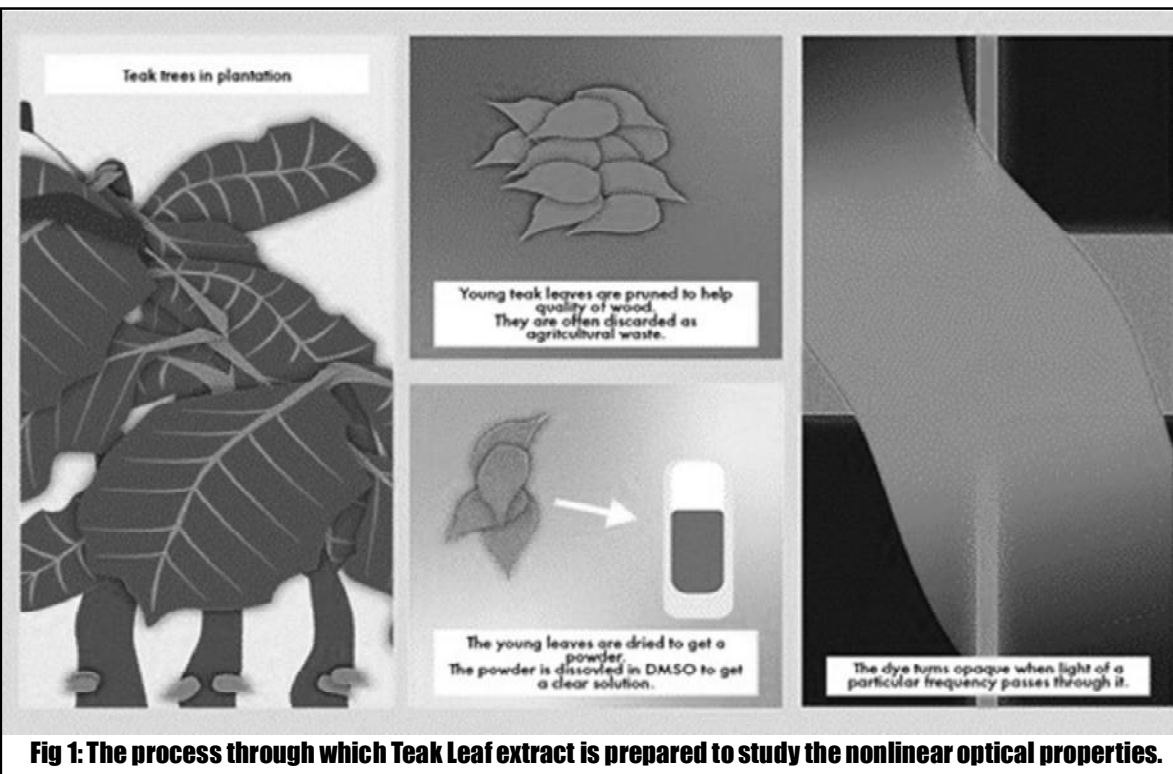 Teak trees in plantation
Young teak leaves are pruned to help
quality of wood.
They are often discarded as
agritcultural waste.
The young leaves are dried to get a
powder.
The powder is dissovled in DMSO to get
a clear solution.
The dye turns opaque when light of a
particular frequency passes through it.
Fig 1: The process through which Teak Leaf extract is prepared to study the nonlinear optical properties.